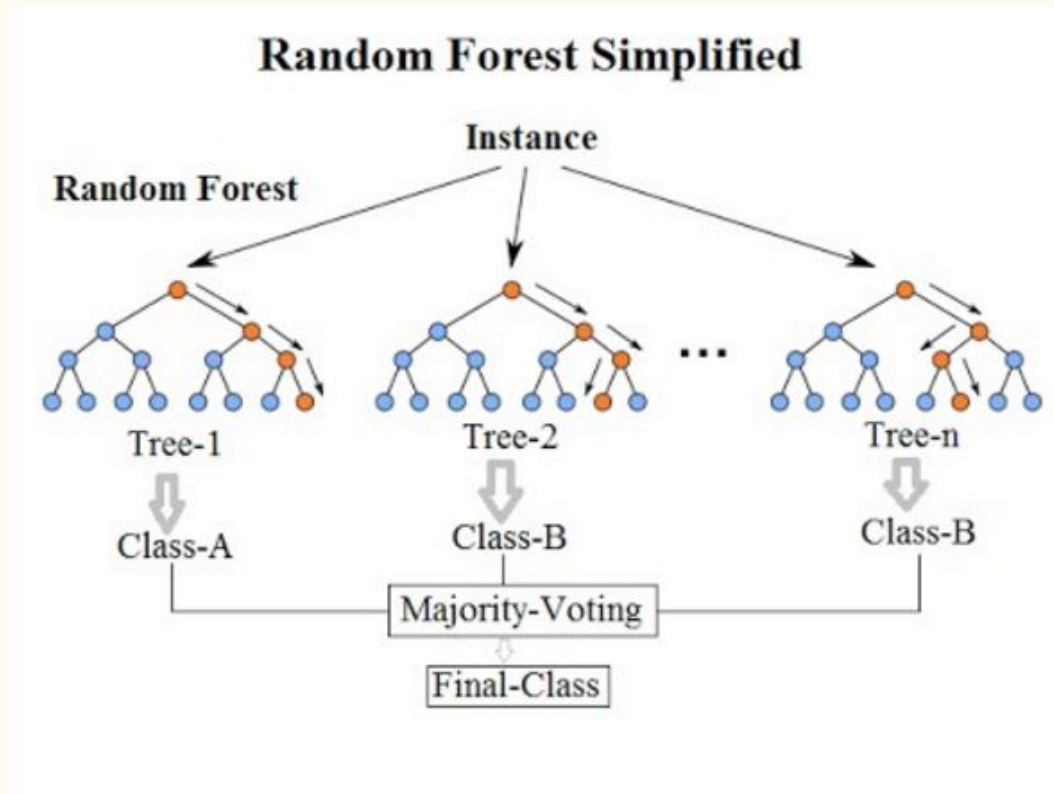 Random Forest Simplified
Instance
Random Forest
...
Tree-1
Tree-2
Tree-n
Class-A
Class-B
Class-B
Majority-Voting
Final-Class